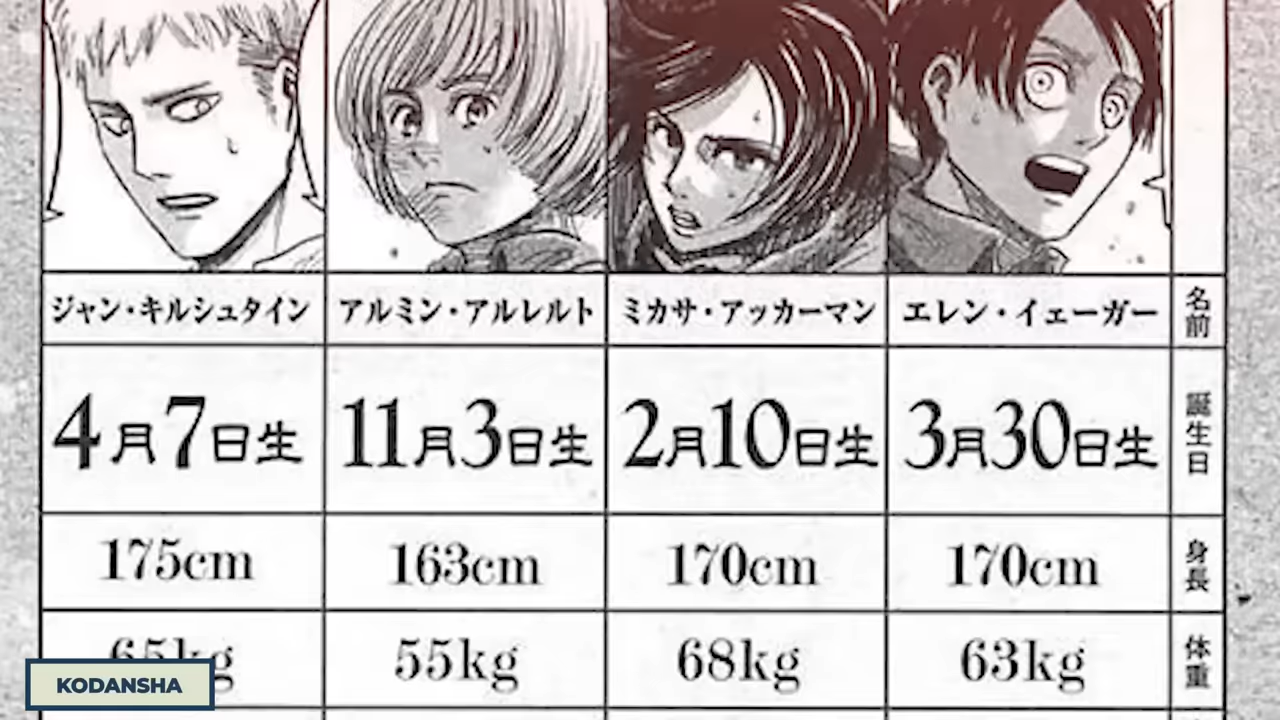 ジャン・キルシュタイン アルミン・アルレルト ミカサ・アッカーマン エレン・イェーガー 名前
4月7日生 11月3日生 2月10日生 3月30日生 誕生日
175cm 163cm 170cm 170cm 身長
65kg 55kg 68kg 63kg 体重
KODANSHA